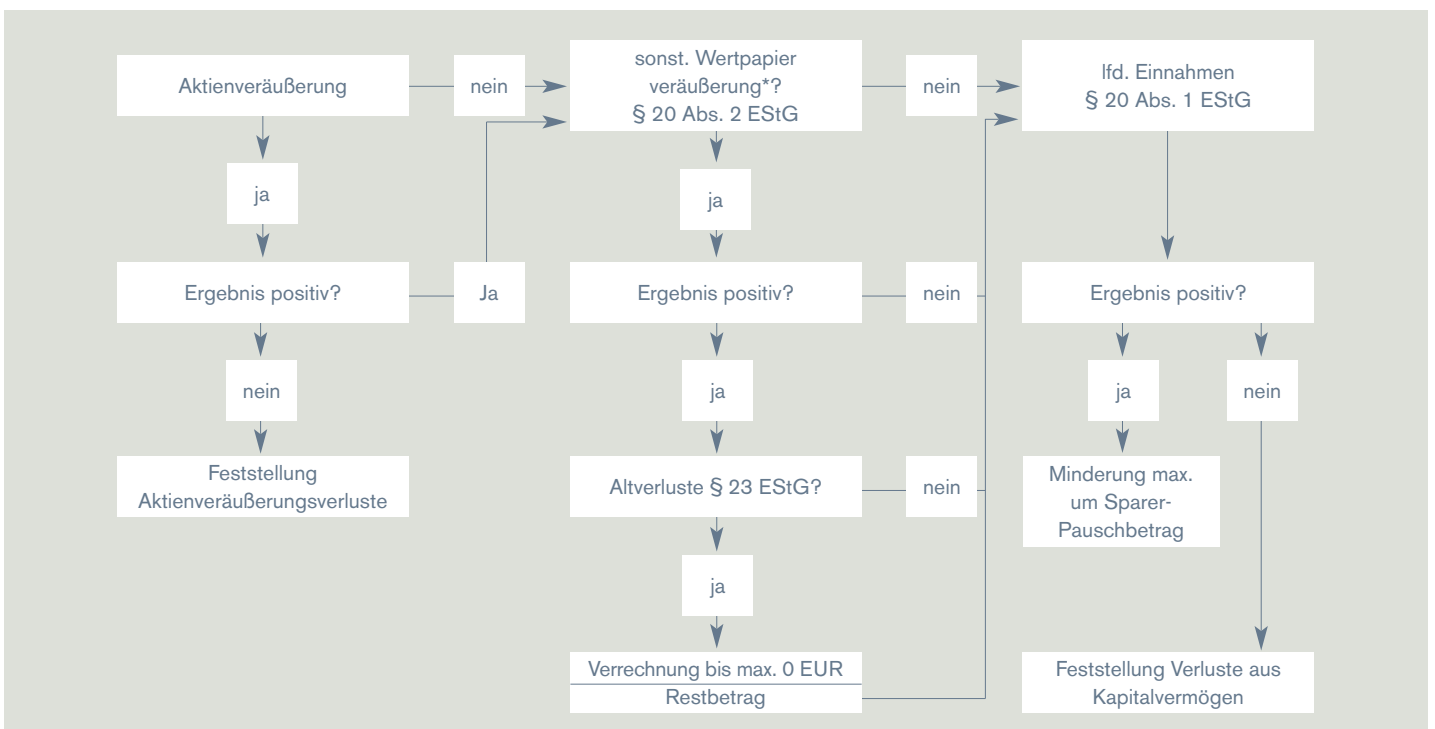 Aktienveräußerung
nein
sonst. Wertpapier
veräußerung*?
§ 20 Abs. 2 EStG
nein
lfd. Einnahmen
§ 20 Abs. 1 EStG
ja
ja
Ergebnis positiv?
Ja
Ergebnis positiv?
nein
Ergebnis positiv?
nein
ja
ja
nein
Feststellung
Aktienveräußerungsverluste
Altverluste § 23 EStG?
nein
Minderung max.
um Sparer-
Pauschbetrag
ja
Verrechnung bis max. 0 EUR
Restbetrag
Feststellung Verluste aus
Kapitalvermögen